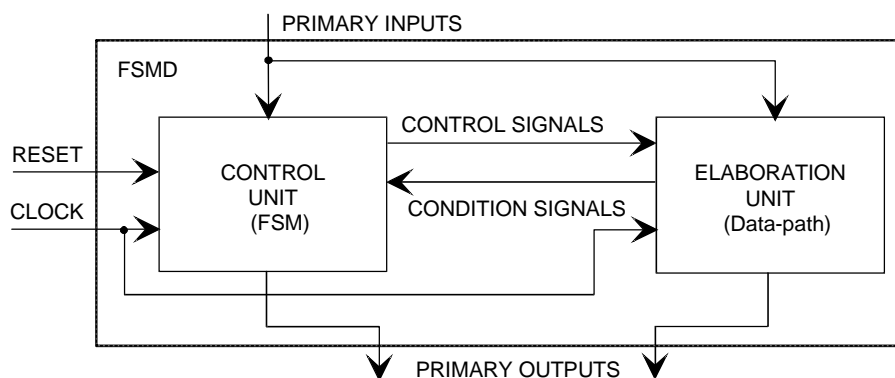 PRIMARY INPUTS
FSMD
CONTROL SIGNALS
RESET
CONTROL
UNIT
(FSM)
ELABORATION
UNIT
(Data-path)
CLOCK
CONDITION SIGNALS
PRIMARY OUTPUTS